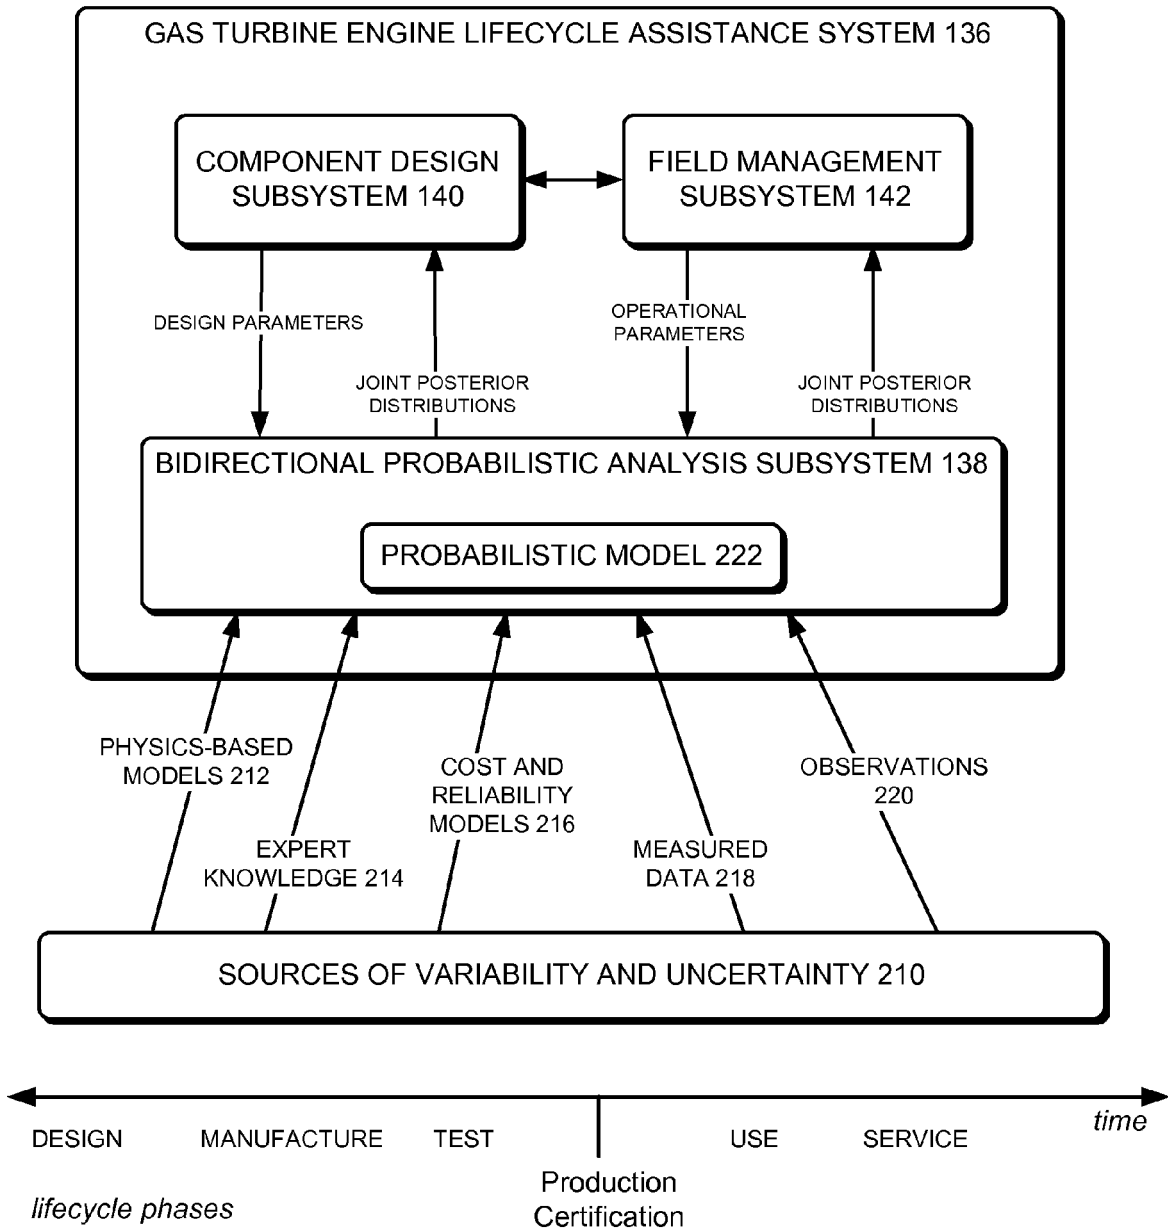 GAS TURBINE ENGINE LIFECYCLE ASSISTANCE SYSTEM 136
COMPONENT DESIGN
SUBSYSTEM 140
FIELD MANAGEMENT
SUBSYSTEM 142
DESIGN PARAMETERS
OPERATIONAL
PARAMETERS
JOINT POSTERIOR
DISTRIBUTIONS
JOINT POSTERIOR
DISTRIBUTIONS
BIDIRECTIONAL PROBABILISTIC ANALYSIS SUBSYSTEM 138
PROBABILISTIC MODEL 222
PHYSICS-BASED
MODELS 212
EXPERT
KNOWLEDGE 214
COST AND
RELIABILITY
MODELS 216
MEASURED
DATA 218
OBSERVATIONS
220
SOURCES OF VARIABILITY AND UNCERTAINTY 210
time
DESIGN MANUFACTURE TEST USE SERVICE
Production
Certification
lifecycle phases